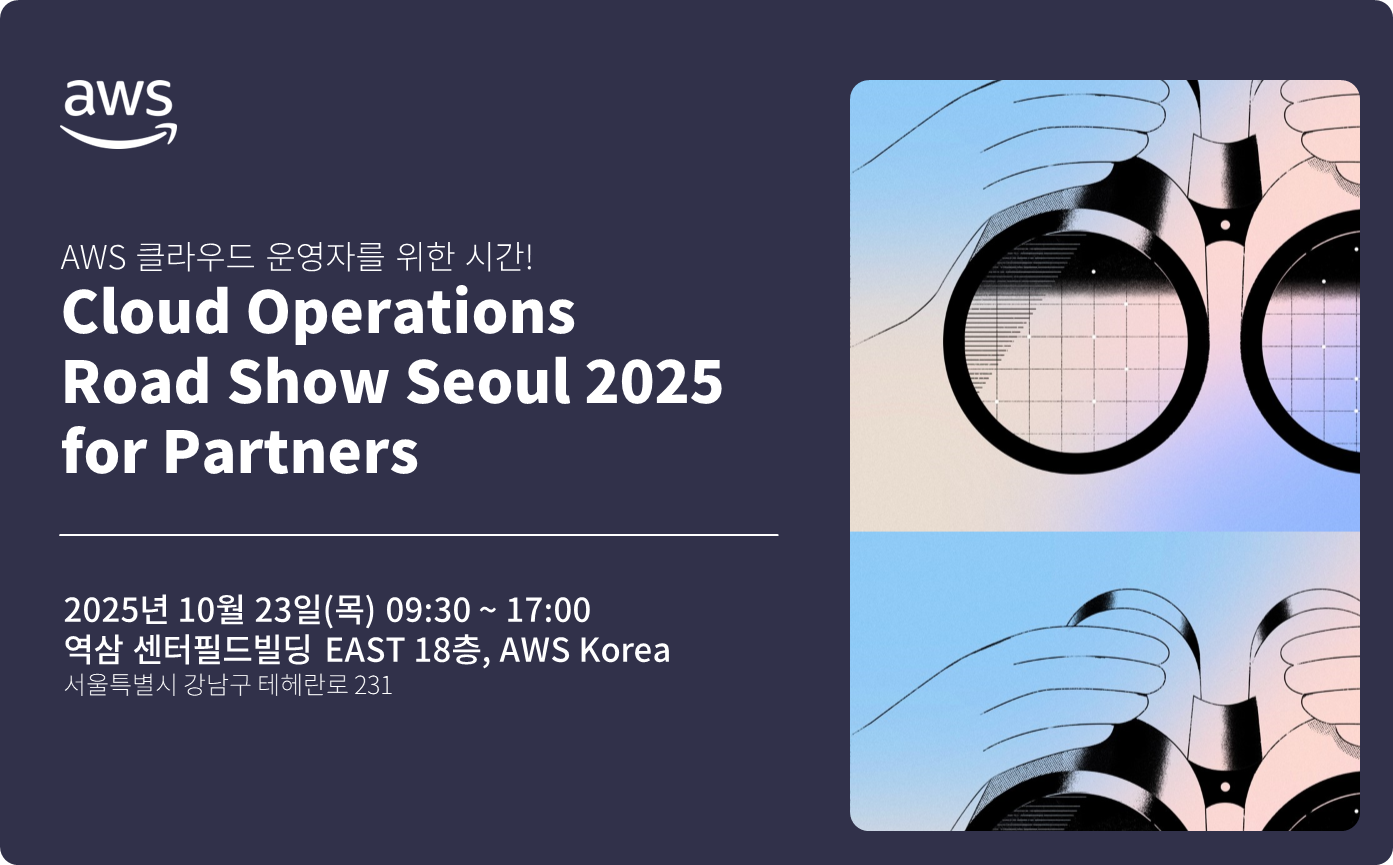 aws
AWS 클라우드 운영자를 위한 시간!
Cloud Operations
Road Show Seoul 2025
for Partners
2025년 10월 23일(목) 09:30 ~ 17:00
역삼 센터필드빌딩 EAST 18층, AWS Korea
서울특별시 강남구 테헤란로 231